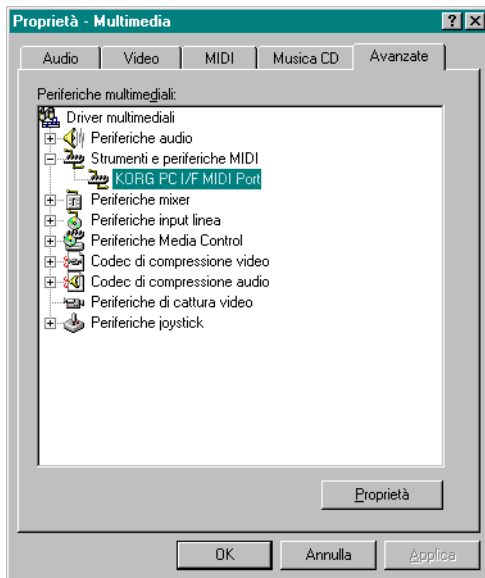 Proprietà - Multimedia
Audio Video MIDI Musica CD Avanzate
Periferiche multimediali:
Driver multimediali
Periferiche audio
Strumenti e periferiche MIDI
KORG PC I/F MIDI Port
Periferiche mixer
Periferiche input linea
Periferiche Media Control
Codec di compressione video
Codec di compressione audio
Periferiche di cattura video
Periferiche joystick
Proprietà
OK Annulla Applica